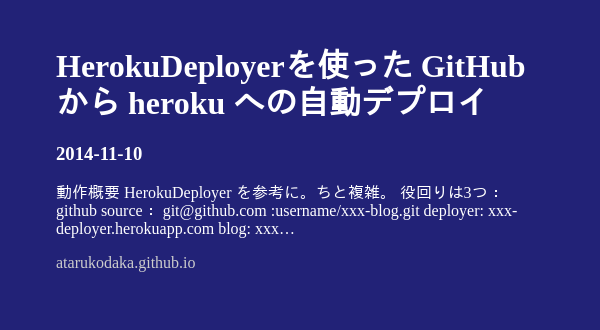 HerokuDeployerを使った GitHub
から heroku への自動デプロイ
2014-11-10
動作概要 HerokuDeployer を参考に。ちと複雑。 役回りは3つ：
github source： git@github.com :username/xxx-blog.git deployer: xxx-
deployer.herokuapp.com blog: xxx…
atarukodaka.github.io